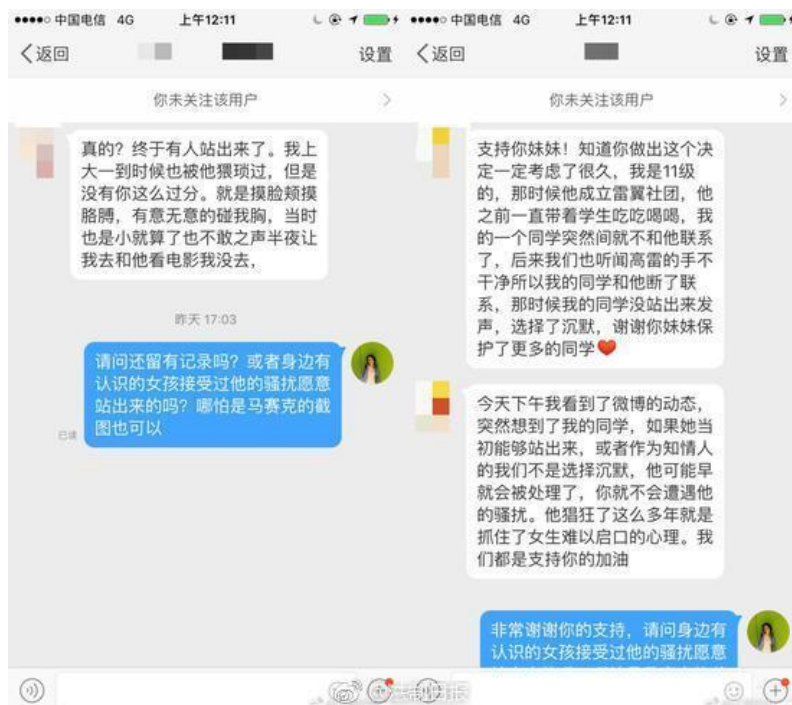 中国电信 4G 上午12:11
返回 设置
你未关注该用户
真的？终于有人站出来了。我上
大一到时候也被他猥琐过，但是
没有你这么过分。就是摸脸颊摸
胳膊，有意无意的碰我胸，当时
也是小就算了也不敢之声半夜让
我去和他看电影我没去，
昨天 17:03
请问还留有记录吗？或者身边有
认识的女孩接受过他的骚扰愿意
站出来的吗？哪怕是马赛克的截
图也可以
已读
中国电信 4G 上午12:11
返回 设置
你未关注该用户
支持你妹妹！知道你做出这个决
定一定考虑了很久，我是11级
的，那时候他成立雷翼社团，他
之前一直带着学生吃吃喝喝，我
的一个同学突然间就不和他联系
了，后来我们也听闻高雷的手不
干净所以我的同学和他断了联
系，那时候我的同学没站出来发
声，选择了沉默，谢谢你妹妹保
护了更多的同学❤️
今天下午我看到了微博的动态，
突然想到了我的同学，如果她当
初能够站出来，或者作为知情人
的我们不是选择沉默，他可能早
就会被处理了，你就不会遭遇他
的骚扰。他猖狂了这么多年就是
抓住了女生难以启口的心理。我
们都是支持你的加油
非常谢谢你的支持，请问身边有
认识的女孩接受过他的骚扰愿意
@法制日报